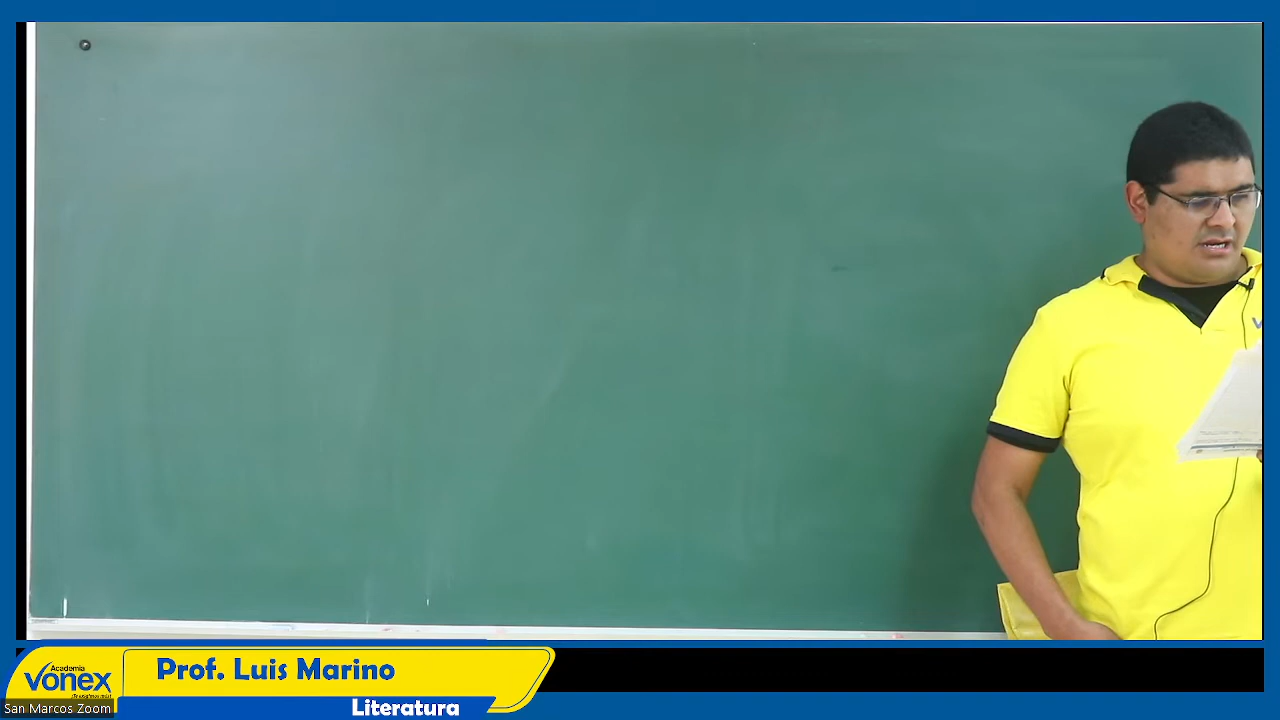 Prof. Luis Marino
Academia
vonex
Literatura
San Marcos Zoom